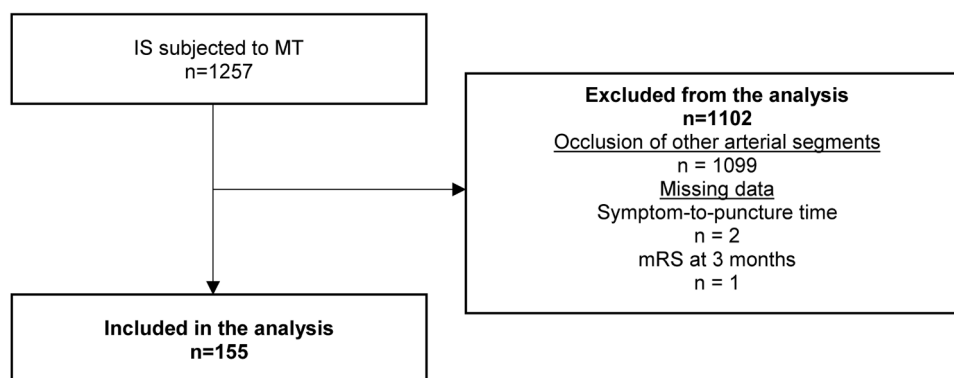 IS subjected to MT
n=1257
Excluded from the analysis
n=1102
Occlusion of other arterial segments
n = 1099
Missing data
Symptom-to-puncture time
n = 2
mRS at 3 months
n = 1
Included in the analysis
n=155